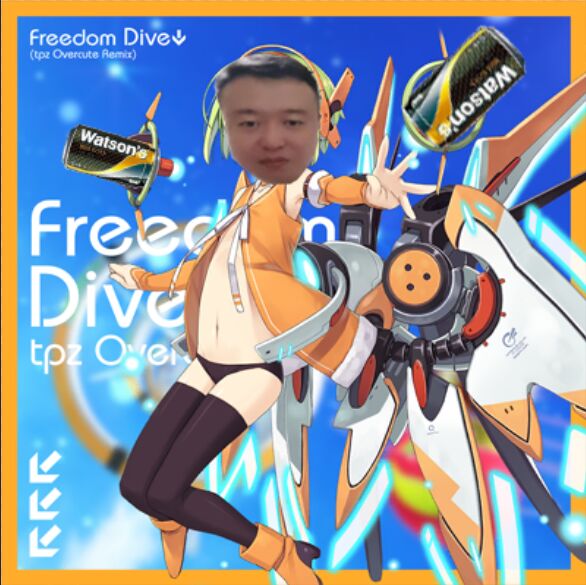 Freedom Dive↓
(tpz Overcute Remix)
Watson's
Watson's
Freedom
Dive
tpz Over